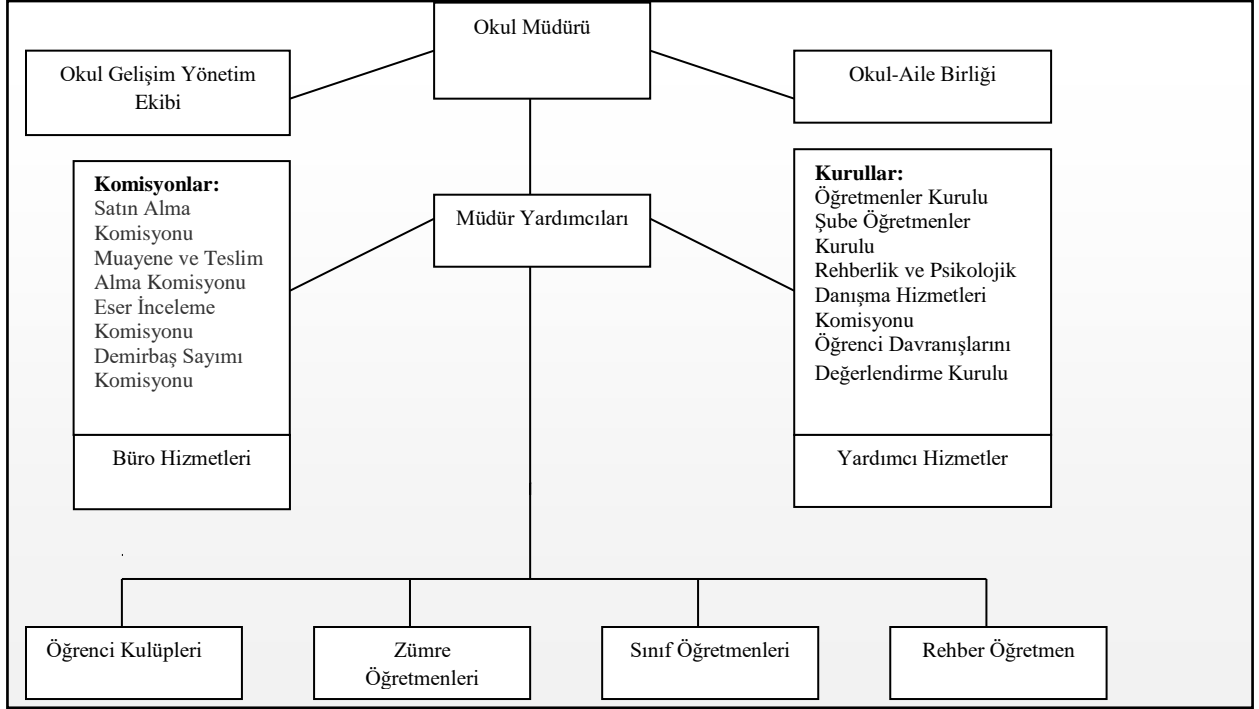 Okul Müdürü
Okul Gelişim Yönetim
Ekibi
Okul-Aile Birliği
Komisyonlar:
Satın Alma
Komisyonu
Muayene ve Teslim
Alma Komisyonu
Eser İnceleme
Komisyonu
Demirbaş Sayımı
Komisyonu
Müdür Yardımcıları
Kurullar:
Öğretmenler Kurulu
Şube Öğretmenler
Kurulu
Rehberlik ve Psikolojik
Danışma Hizmetleri
Komisyonu
Öğrenci Davranışlarını
Değerlendirme Kurulu
Büro Hizmetleri
Yardımcı Hizmetler
Öğrenci Kulüpleri
Zümre
Öğretmenleri
Sınıf Öğretmenleri
Rehber Öğretmen